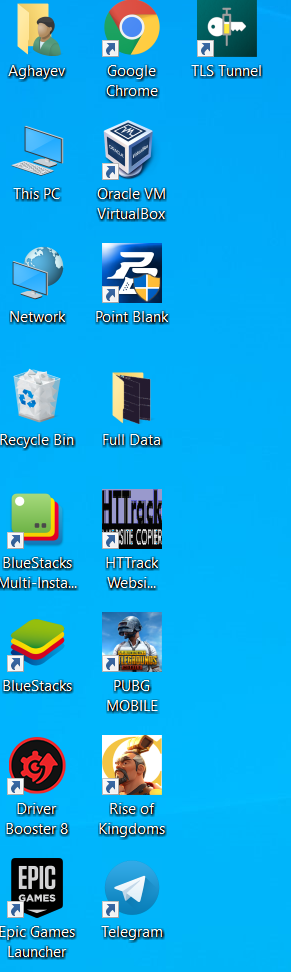 Aghayev
Google
Chrome
TLS Tunnel
This PC
ORACLE
VirtualBox
Oracle VM
VirtualBox
Network
Point Blank
Recycle Bin
Full Data
BlueStacks
Multi-Insta...
HTTrack
WEBSITE COPIER
HTTrack
Websi...
BlueStacks
PUBG
MOBILE
Driver
Booster 8
Rise of
Kingdoms
EPIC
GAMES
Epic Games
Launcher
Telegram